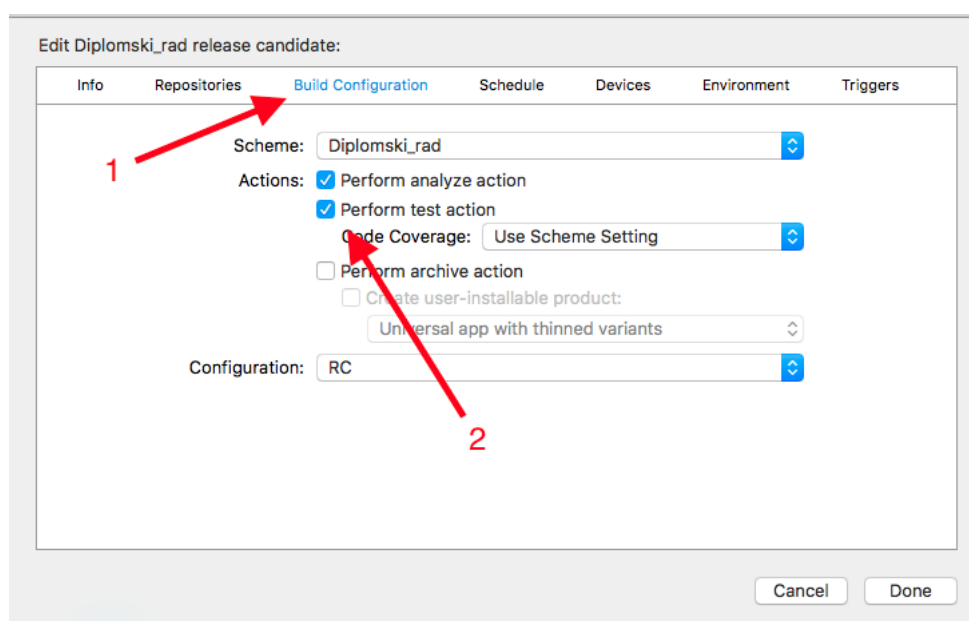 Edit Diplomski_rad release candidate:
Info Repositories Build Configuration Schedule Devices Environment Triggers
1
Scheme: Diplomski_rad
Actions: Perform analyze action
Perform test action
Code Coverage: Use Scheme Setting
Perform archive action
Create user-installable product:
Universal app with thinned variants
Configuration: RC
2
Cancel Done